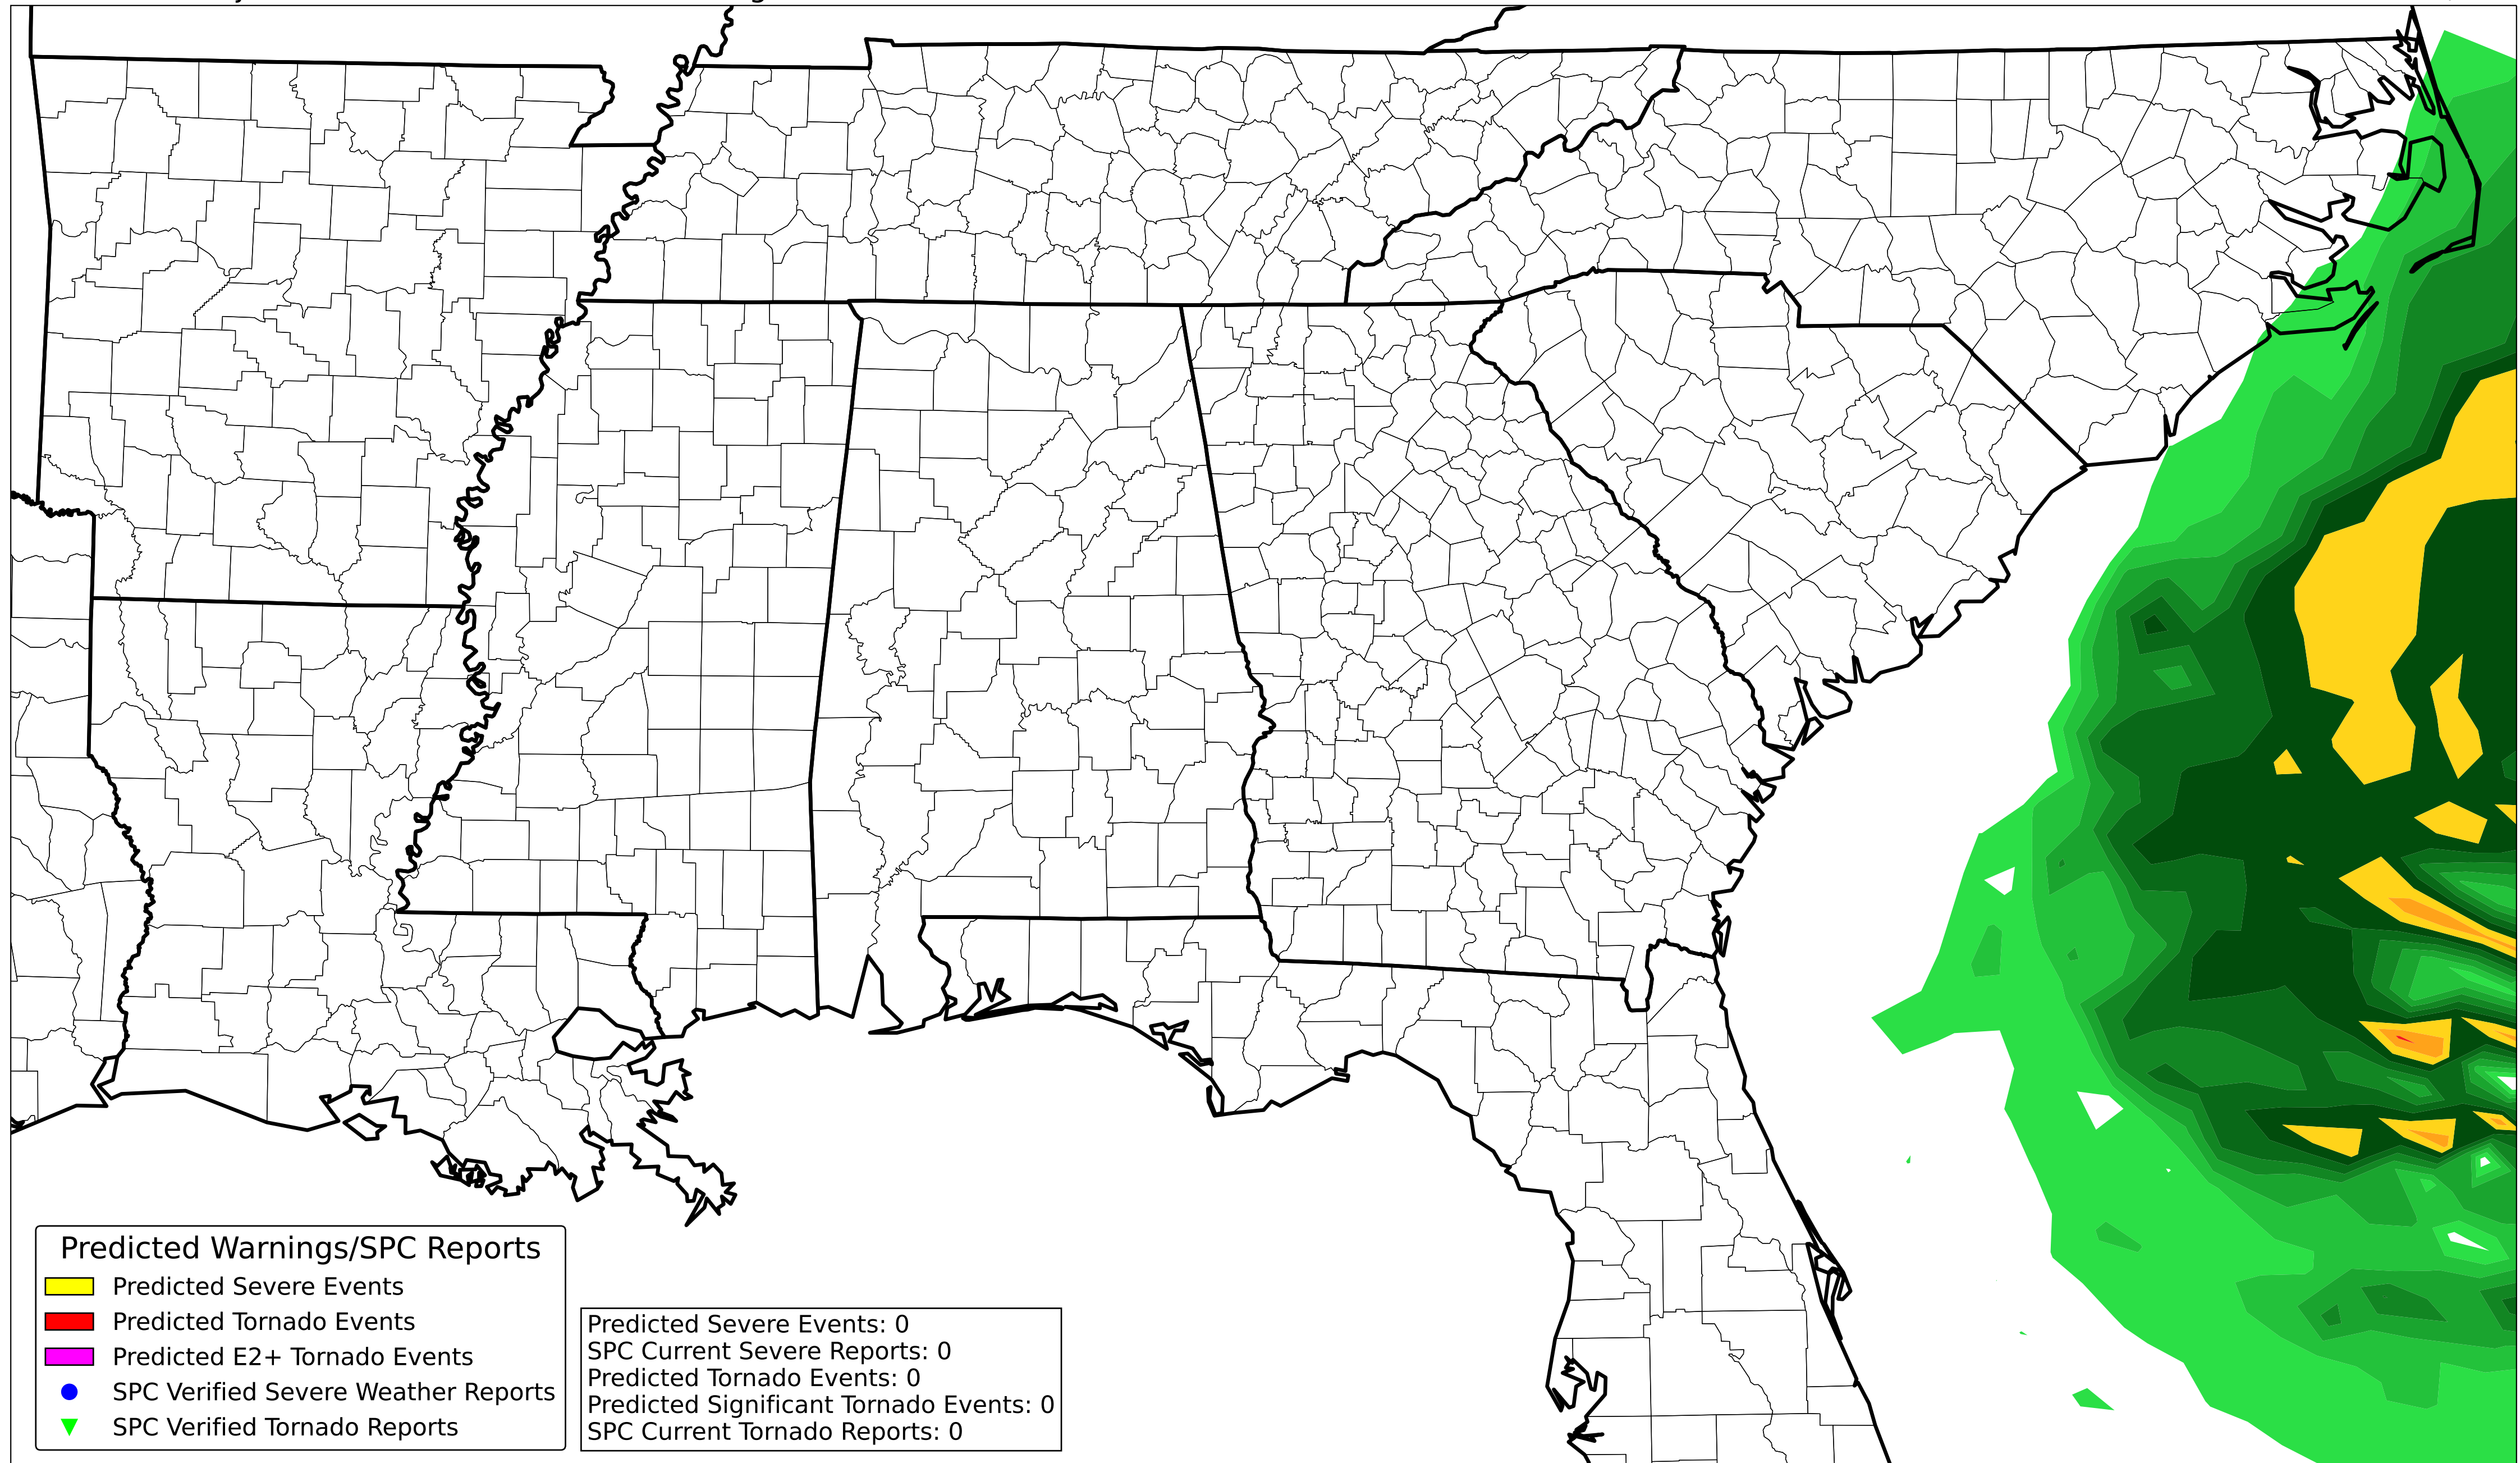 Predicted Warnings/SPC Reports
Predicted Severe Events
Predicted Tornado Events
Predicted E2+ Tornado Events
SPC Verified Severe Weather Reports
SPC Verified Tornado Reports
Predicted Severe Events: 0
SPC Current Severe Reports: 0
Predicted Tornado Events: 0
Predicted Significant Tornado Events: 0
SPC Current Tornado Reports: 0